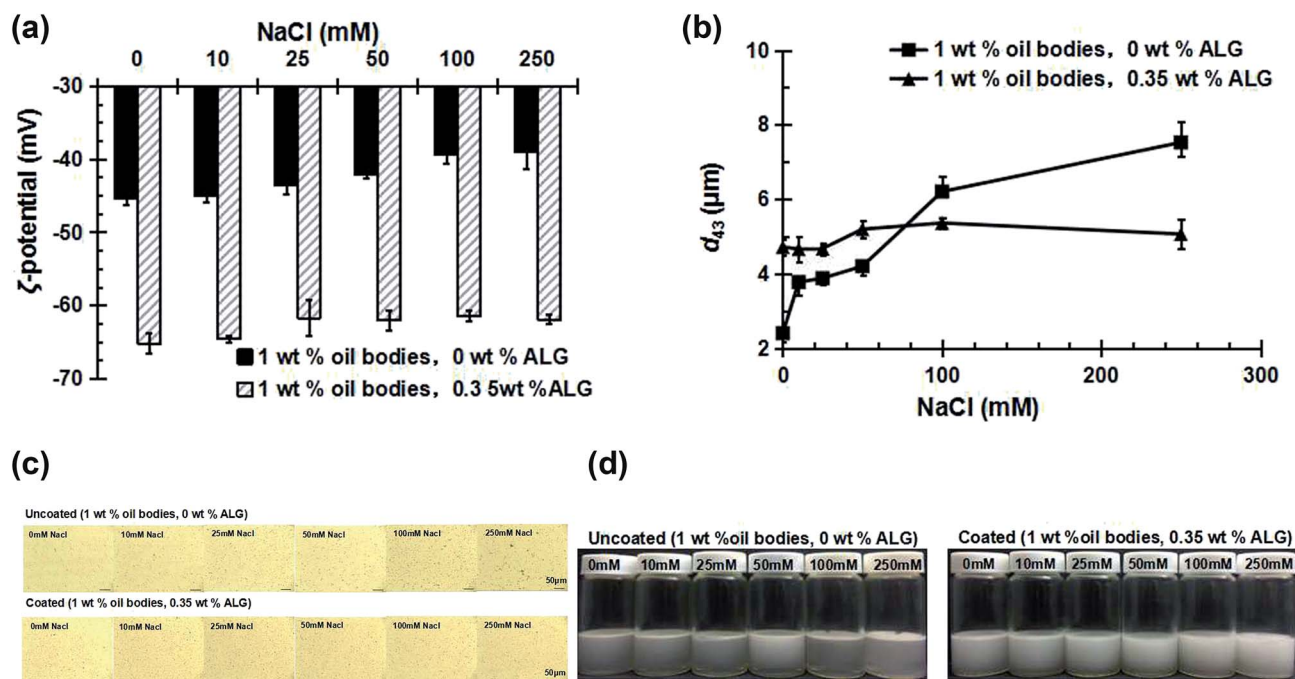 (a)
NaCl (mM)
0 10 25 50 100 250
-30
-40
-50
-60
-70
ζ-potential (mV)
1 wt % oil bodies, 0 wt % ALG
1 wt % oil bodies, 0.3 5wt %ALG
(b)
10
8
6
4
2
d43 (μm)
1 wt % oil bodies, 0 wt % ALG
1 wt % oil bodies, 0.35 wt % ALG
0 100 200 300
NaCl (mM)
(c)
Uncoated (1 wt % oil bodies, 0 wt % ALG)
0mM Nacl 10mM Nacl 25mM Nacl 50mM Nacl 100mM Nacl 250mM Nacl
50μm
Coated (1 wt % oil bodies, 0.35 wt % ALG)
0mM Nacl 10mM Nacl 25mM Nacl 50mM Nacl 100mM Nacl 250mM Nacl
50μm
(d)
Uncoated (1 wt %oil bodies, 0 wt % ALG)
0mM 10mM 25mM 50mM 100mM 250mM
Coated (1 wt %oil bodies, 0.35 wt % ALG)
0mM 10mM 25mM 50mM 100mM 250mM